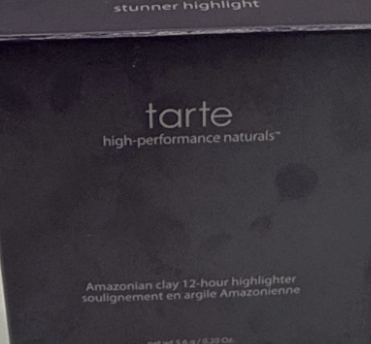 stunner highlight
tarte
high-performance naturals™
Amazonian clay 12-hour highlighter
soulignement en argile Amazonienne